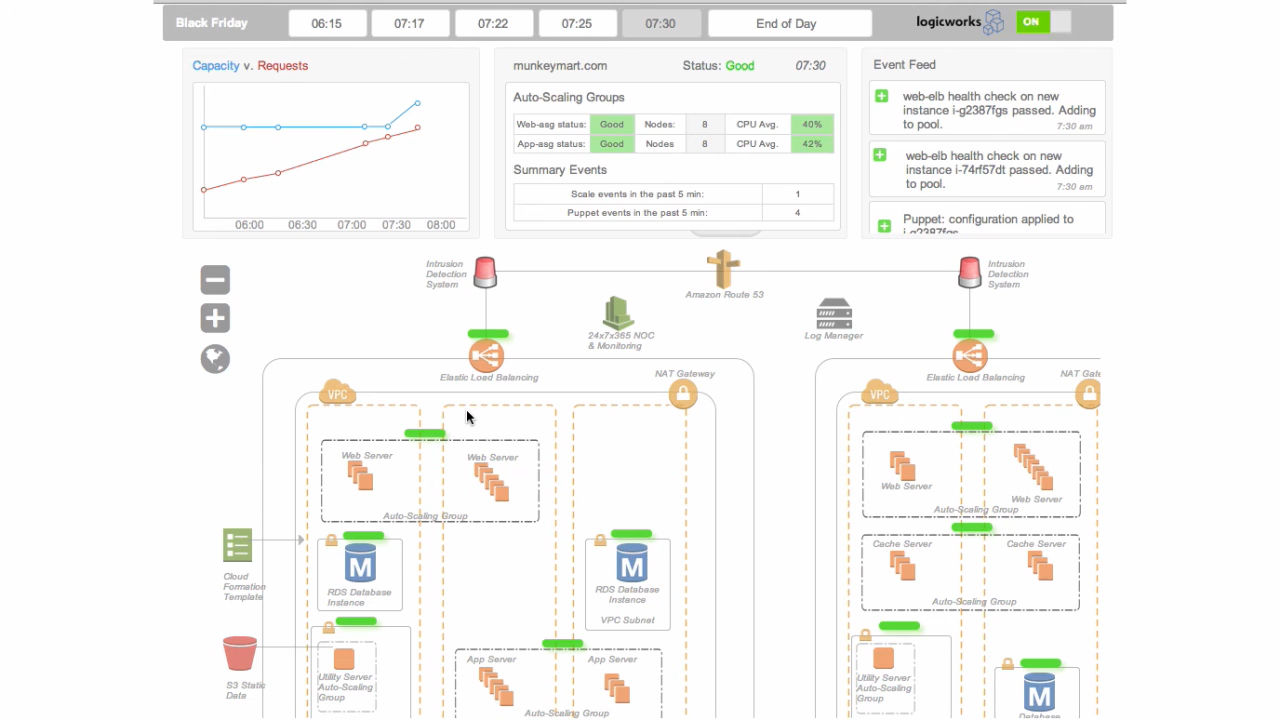 Black Friday
06:15
07:17
07:22
07:25
07:30
End of Day
logicworks
ON
Capacity v. Requests
06:00 06:30 07:00 07:30 08:00
munkeymart.com
Status: Good
07:30
Auto-Scaling Groups
Web-asg status: Good Nodes: 8 CPU Avg. 40%
App-asg status: Good Nodes 8 CPU Avg. 42%
Summary Events
Scale events in the past 5 min: 1
Puppet events in the past 5 min: 4
Event Feed
web-elb health check on new
instance i-g2387fgs passed. Adding
to pool.
7:30 am
web-elb health check on new
instance i-74rf57dt passed. Adding
to pool.
7:30 am
Puppet: configuration applied to
i-g2387fgs
Intrusion
Detection
System
Amazon Route 53
Intrusion
Detection
System
24x7x365 NOC
& Monitoring
Log Manager
Elastic Load Balancing
NAT Gateway
Elastic Load Balancing
NAT Gate
VPC
VPC
Web Server
Web Server
Auto-Scaling Group
Web Server
Web Server
Auto-Scaling Group
Cloud
Formation
Template
M
RDS Database
Instance
M
RDS Database
Instance
VPC Subnet
Cache Server
Cache Server
Auto-Scaling Group
S3 Static
Data
Utility Server
Auto-Scaling
Group
App Server
App Server
Auto-Scaling Group
Utility Server
Auto-Scaling
Group
M
Database